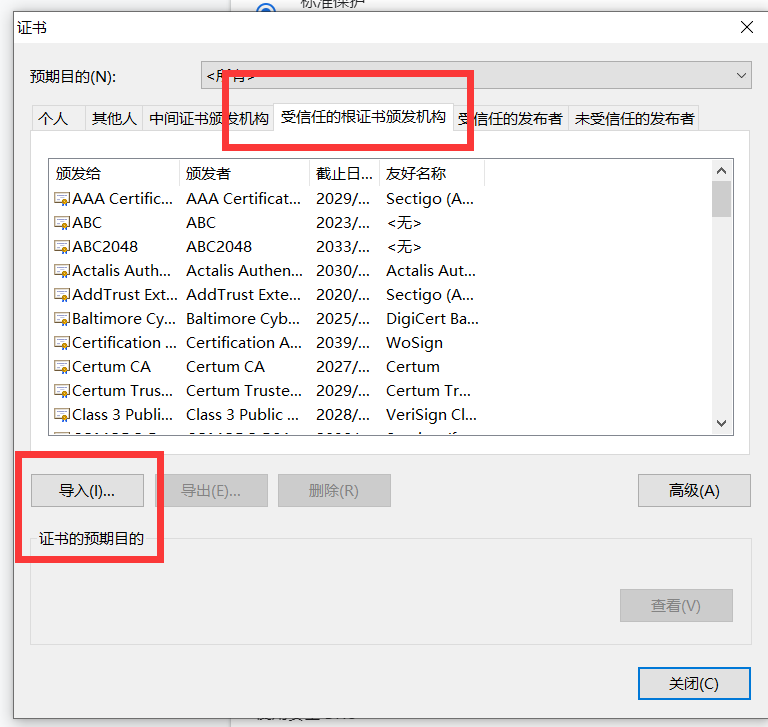 标准保护
证书
预期目的(N):
<所有>
个人 其他人 中间证书颁发机构 受信任的根证书颁发机构 受信任的发布者 未受信任的发布者
颁发给 颁发者 截止日... 友好名称
AAA Certific... AAA Certificat... 2029/... Sectigo (A...
ABC ABC 2023/... <无>
ABC2048 ABC2048 2033/... <无>
Actalis Auth... Actalis Authen... 2030/... Actalis Aut...
AddTrust Ext... AddTrust Exte... 2020/... Sectigo (A...
Baltimore Cy... Baltimore Cyb... 2025/... DigiCert Ba...
Certification ... Certification A... 2039/... WoSign
Certum CA Certum CA 2027/... Certum
Certum Trus... Certum Truste... 2029/... Certum Tr...
Class 3 Publi... Class 3 Public ... 2028/... VeriSign Cl...
导入(I)... 导出(E)... 删除(R) 高级(A)
证书的预期目的
查看(V)
关闭(C)